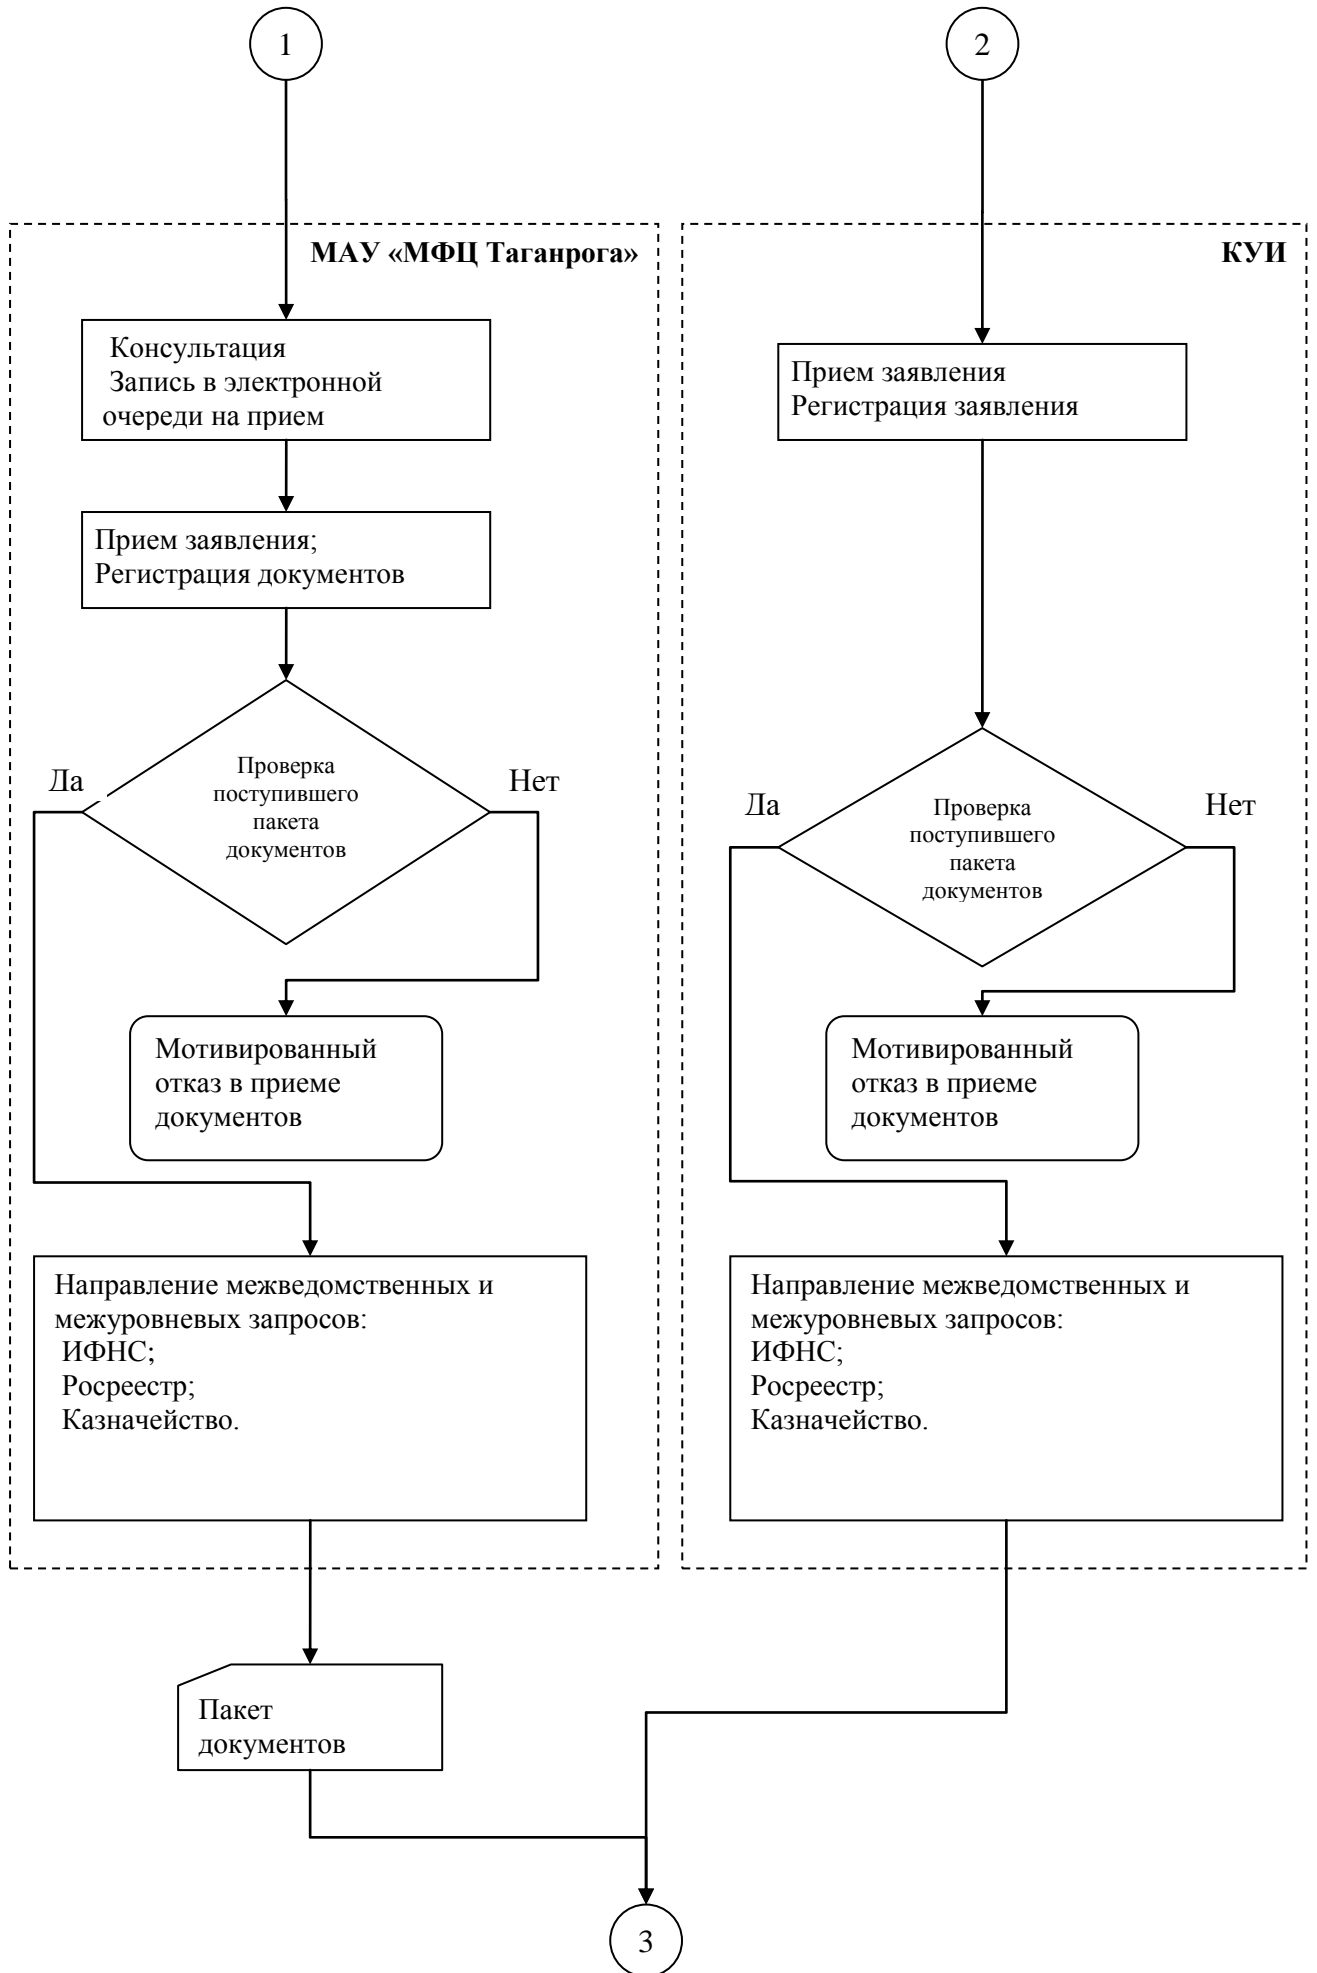 1
2
МАУ «МФЦ Таганрога»
Консультация
Запись в электронной
очереди на прием
Прием заявления;
Регистрация документов
Да
Проверка
поступившего
пакета
документов
Нет
Мотивированный
отказ в приеме
документов
Направление межведомственных и
межуровневых запросов:
ИФНС;
Росреестр;
Казначейство.
Пакет
документов
КУИ
Прием заявления
Регистрация заявления
Да
Проверка
поступившего
пакета
документов
Нет
Мотивированный
отказ в приеме
документов
Направление межведомственных и
межуровневых запросов:
ИФНС;
Росреестр;
Казначейство.
3